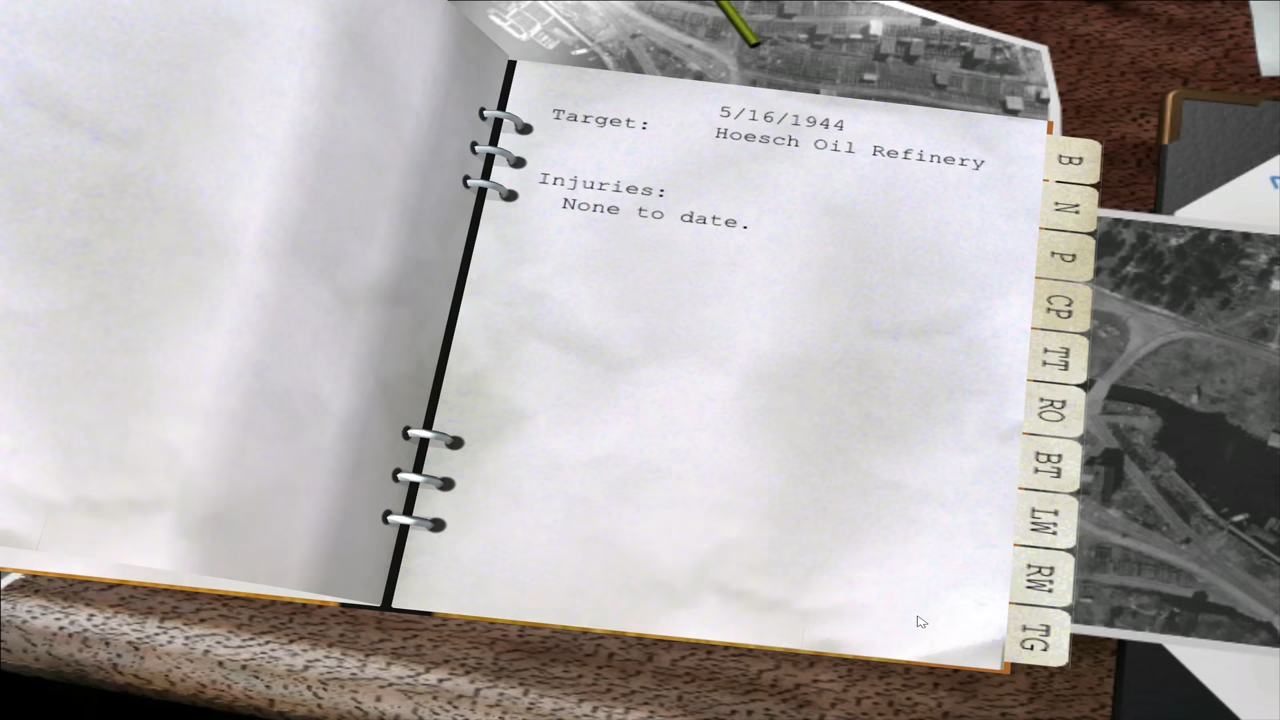 5/16/1944
Target: Hoesch Oil Refinery
Injuries:
None to date.
B
N
P
CP
TT
RO
BT
LW
RW
TG